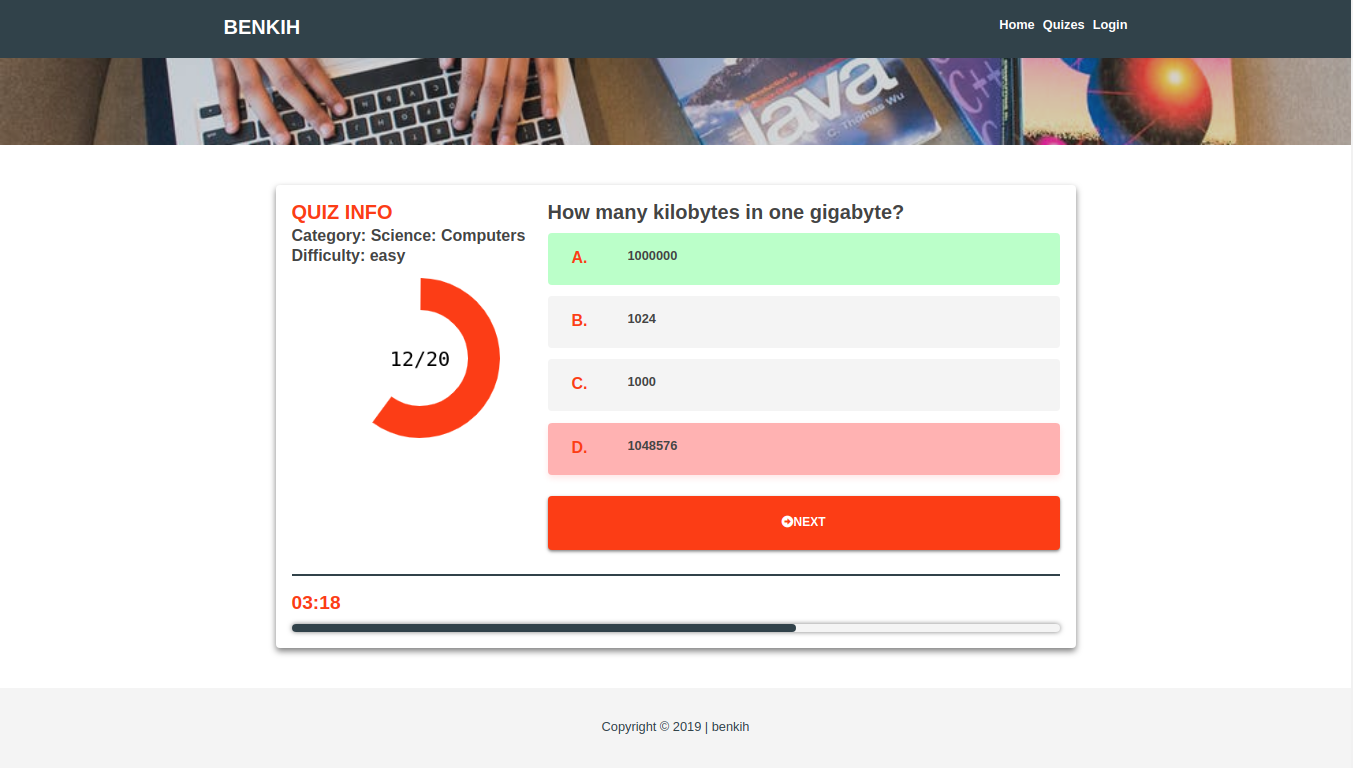 BENKIH
Home Quizes Login
Java
C. Thomas Wu
C++
QUIZ INFO
Category: Science: Computers
Difficulty: easy
12/20
How many kilobytes in one gigabyte?
A. 1000000
B. 1024
C. 1000
D. 1048576
NEXT
03:18
Copyright © 2019 | benkih